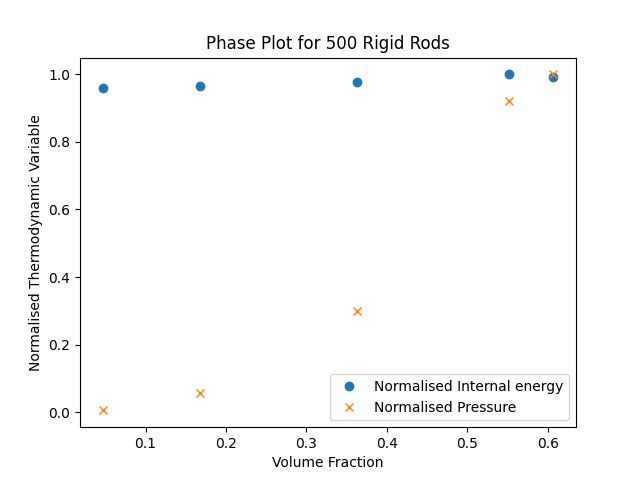 Phase Plot for 500 Rigid Rods
Normalised Thermodynamic Variable
1.0
0.8
0.6
0.4
0.2
0.0
Normalised Internal energy
Normalised Pressure
0.1 0.2 0.3 0.4 0.5 0.6
Volume Fraction